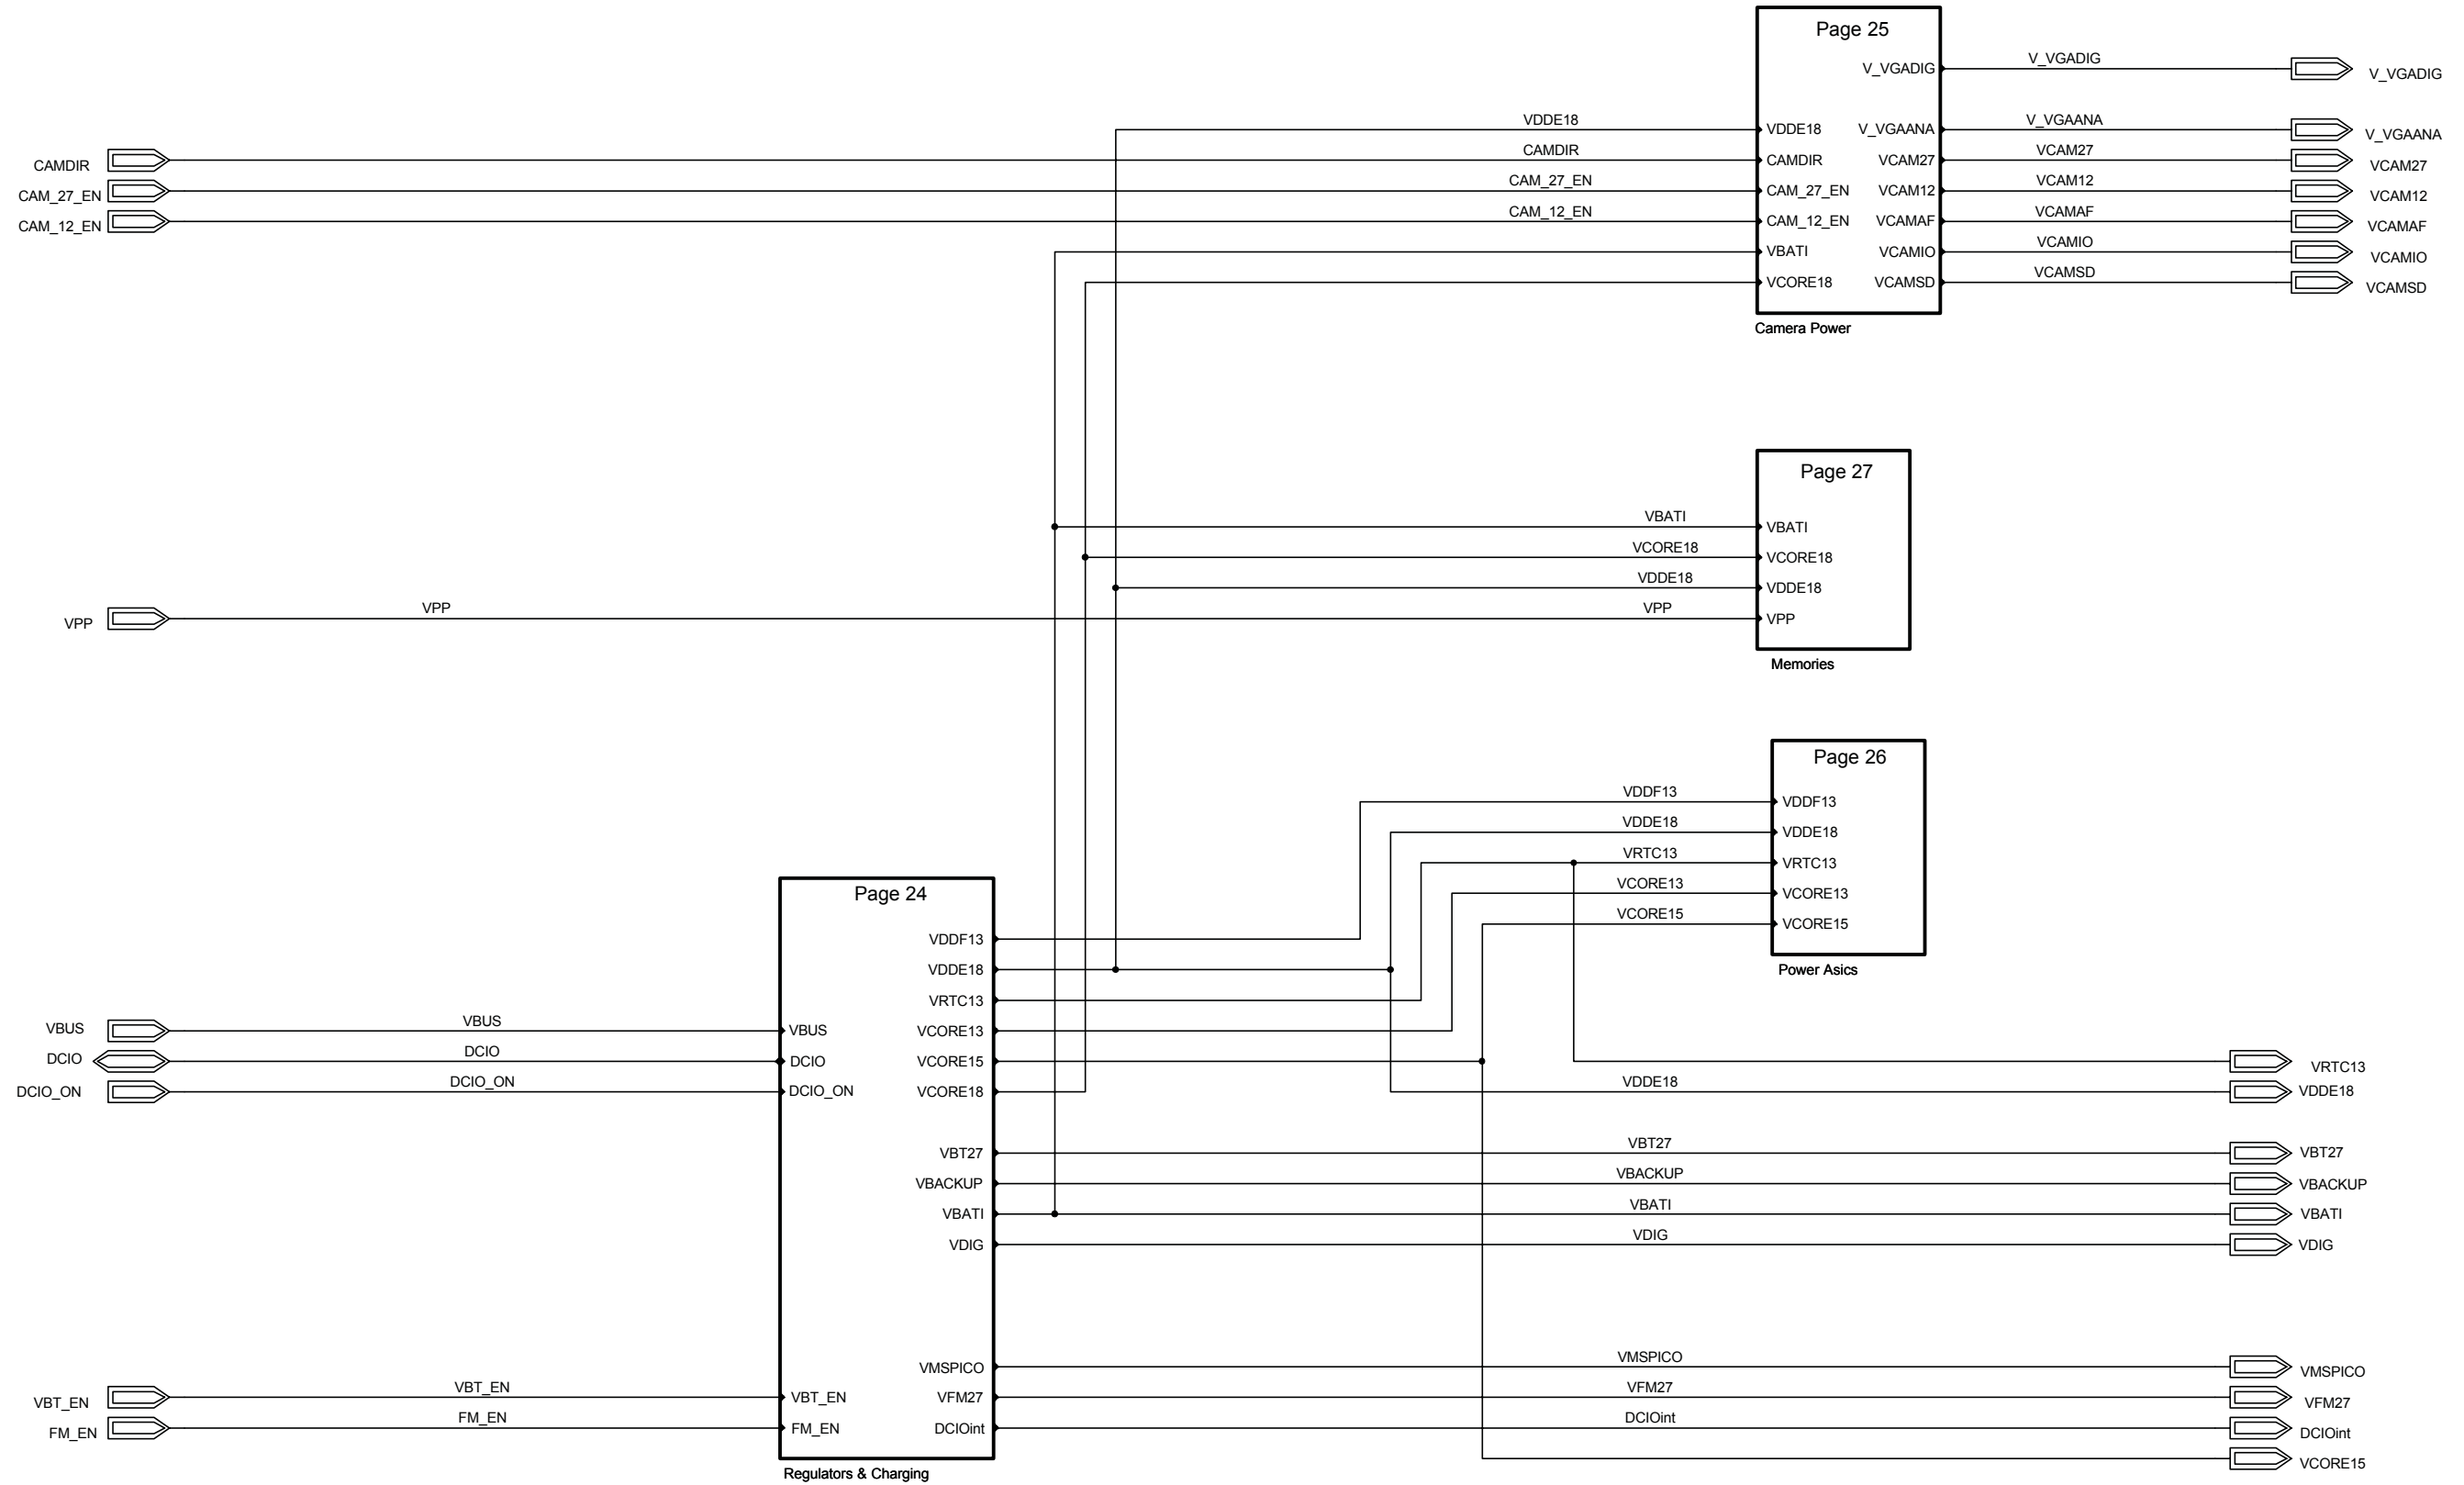 Page 25
V_VGADIG V_VGADIG V_VGADIG
VDDE18 VDDE18 V_VGAANA V_VGAANA V_VGAANA
CAMDIR CAMDIR CAMDIR VCAM27 VCAM27 VCAM27
CAM_27_EN CAM_27_EN CAM_27_EN VCAM12 VCAM12 VCAM12
CAM_12_EN CAM_12_EN CAM_12_EN VCAMAF VCAMAF VCAMAF
VBATI VCAMIO VCAMIO VCAMIO
VCORE18 VCAMSD VCAMSD VCAMSD
Camera Power
Page 27
VBATI VBATI
VCORE18 VCORE18
VDDE18 VDDE18
VPP VPP VPP VPP
Memories
Page 26
VDDF13 VDDF13
VDDE18 VDDE18
VRTC13 VRTC13
VCORE13 VCORE13
VCORE15 VCORE15
Power Asics
Page 24
VDDF13
VDDE18
VRTC13
VBUS VBUS VBUS VCORE13
DCIO DCIO DCIO VCORE15 VRTC13
DCIO_ON DCIO_ON DCIO_ON VCORE18 VDDE18 VDDE18
VBT27 VBT27 VBT27
VBACKUP VBACKUP VBACKUP
VBATI VBATI VBATI
VDIG VDIG VDIG
VMSPICO VMSPICO VMSPICO
VBT_EN VBT_EN VBT_EN VFM27 VFM27 VFM27
FM_EN FM_EN FM_EN DCIOint DCIOint DCIOint
VCORE15
Regulators & Charging